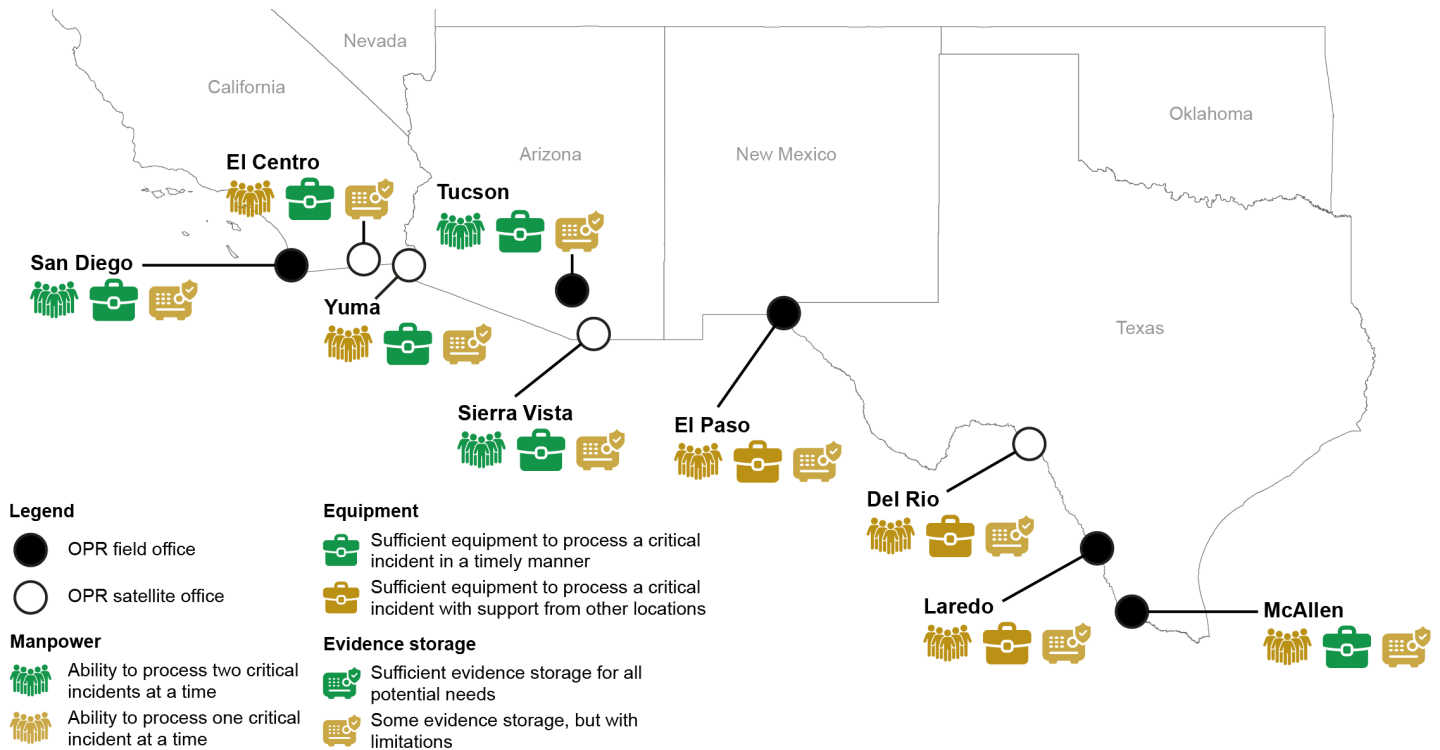 Nevada
California
Oklahoma
Arizona
New Mexico
El Centro
Tucson
San Diego
Yuma
Texas
Sierra Vista
El Paso
Del Rio
Laredo
McAllen
Legend
OPR field office
OPR satellite office
Manpower
Ability to process two critical
incidents at a time
Ability to process one critical
incident at a time
Equipment
Sufficient equipment to process a critical
incident in a timely manner
Sufficient equipment to process a critical
incident with support from other locations
Evidence storage
Sufficient evidence storage for all
potential needs
Some evidence storage, but with
limitations